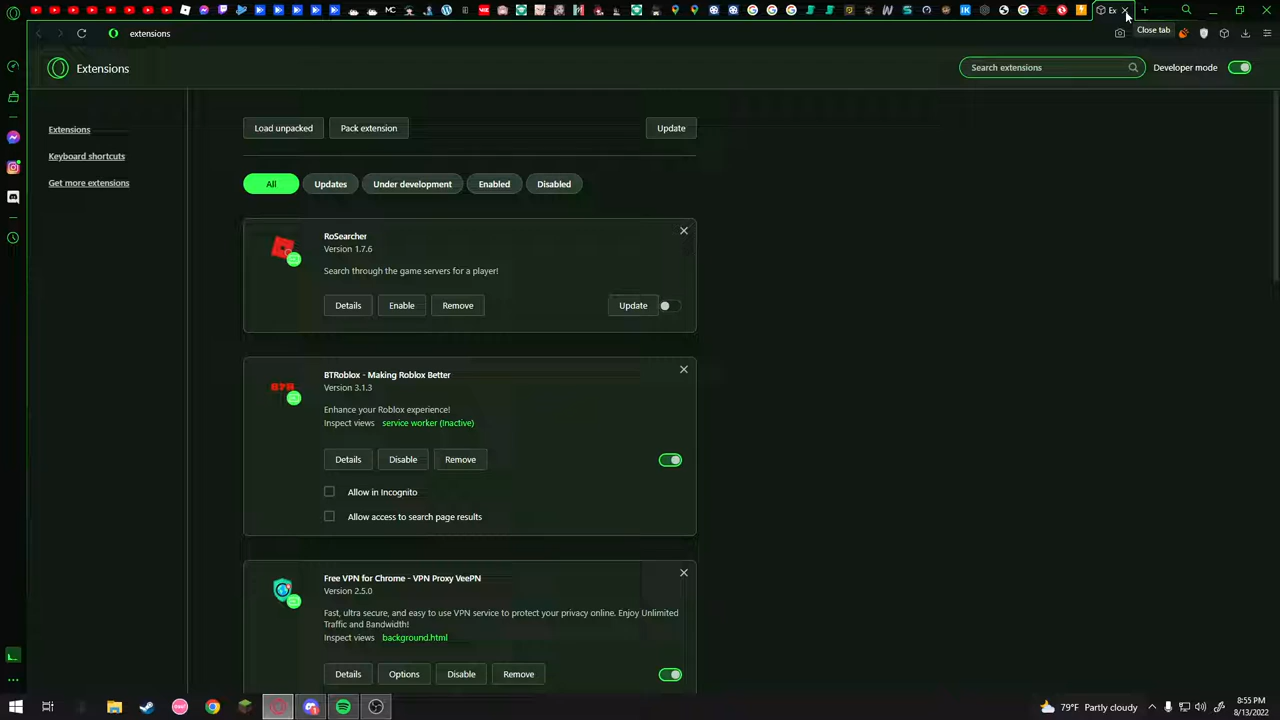 Ex
Close tab
extensions
Extensions
Search extensions
Developer mode
Extensions
Keyboard shortcuts
Get more extensions
Load unpacked
Pack extension
Update
All
Updates
Under development
Enabled
Disabled
RoSearcher
Version 1.7.6
Search through the game servers for a player!
Details
Enable
Remove
Update
BTRoblox - Making Roblox Better
Version 3.1.3
Enhance your Roblox experience!
Inspect views service worker (Inactive)
Details
Disable
Remove
Allow in Incognito
Allow access to search page results
Free VPN for Chrome - VPN Proxy VeePN
Version 2.5.0
Fast, ultra secure, and easy to use VPN service to protect your privacy online. Enjoy Unlimited
Traffic and Bandwidth!
Inspect views background.html
Details
Options
Disable
Remove
79°F Partly cloudy
8:55 PM
8/13/2022